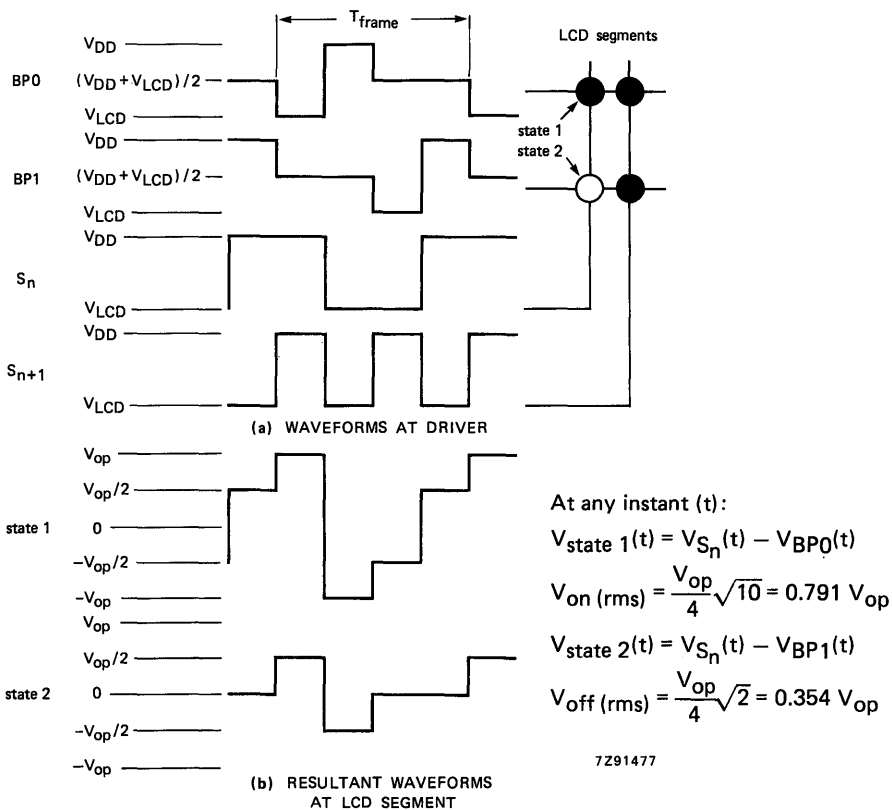 T_frame
LCD segments
BP0
V_DD
(V_DD + V_LCD)/2
V_LCD
state 1
state 2
BP1
V_DD
(V_DD + V_LCD)/2
V_LCD
S_n
V_DD
V_LCD
S_n+1
V_DD
V_LCD
(a) WAVEFORMS AT DRIVER
state 1
V_op
V_op/2
0
−V_op/2
−V_op
state 2
V_op
V_op/2
0
−V_op/2
−V_op
(b) RESULTANT WAVEFORMS
AT LCD SEGMENT
At any instant (t):
V_state 1(t) = V_S_n(t) − V_BP0(t)
V_on (rms) = V_op/4 √10 = 0.791 V_op
V_state 2(t) = V_S_n(t) − V_BP1(t)
V_off (rms) = V_op/4 √2 = 0.354 V_op
7Z91477